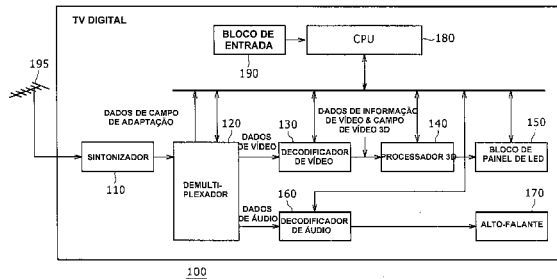 TV DIGITAL
BLOCO DE
ENTRADA
190
CPU
180
195
DADOS DE CAMPO
DE ADAPTAÇÃO
120
DADOS
DE VÍDEO
130
DADOS DE INFORMAÇÃO
DE VÍDEO & CAMPO
DE VÍDEO 3D
140
150
SINTONIZADOR
110
DEMULTI-
PLEXADOR
DECODIFICADOR
DE VÍDEO
PROCESSADOR 3D
BLOCO DE
PAINEL DE LED
DADOS
DE ÁUDIO
160
DECODIFICADOR
DE ÁUDIO
170
ALTO-FALANTE
100